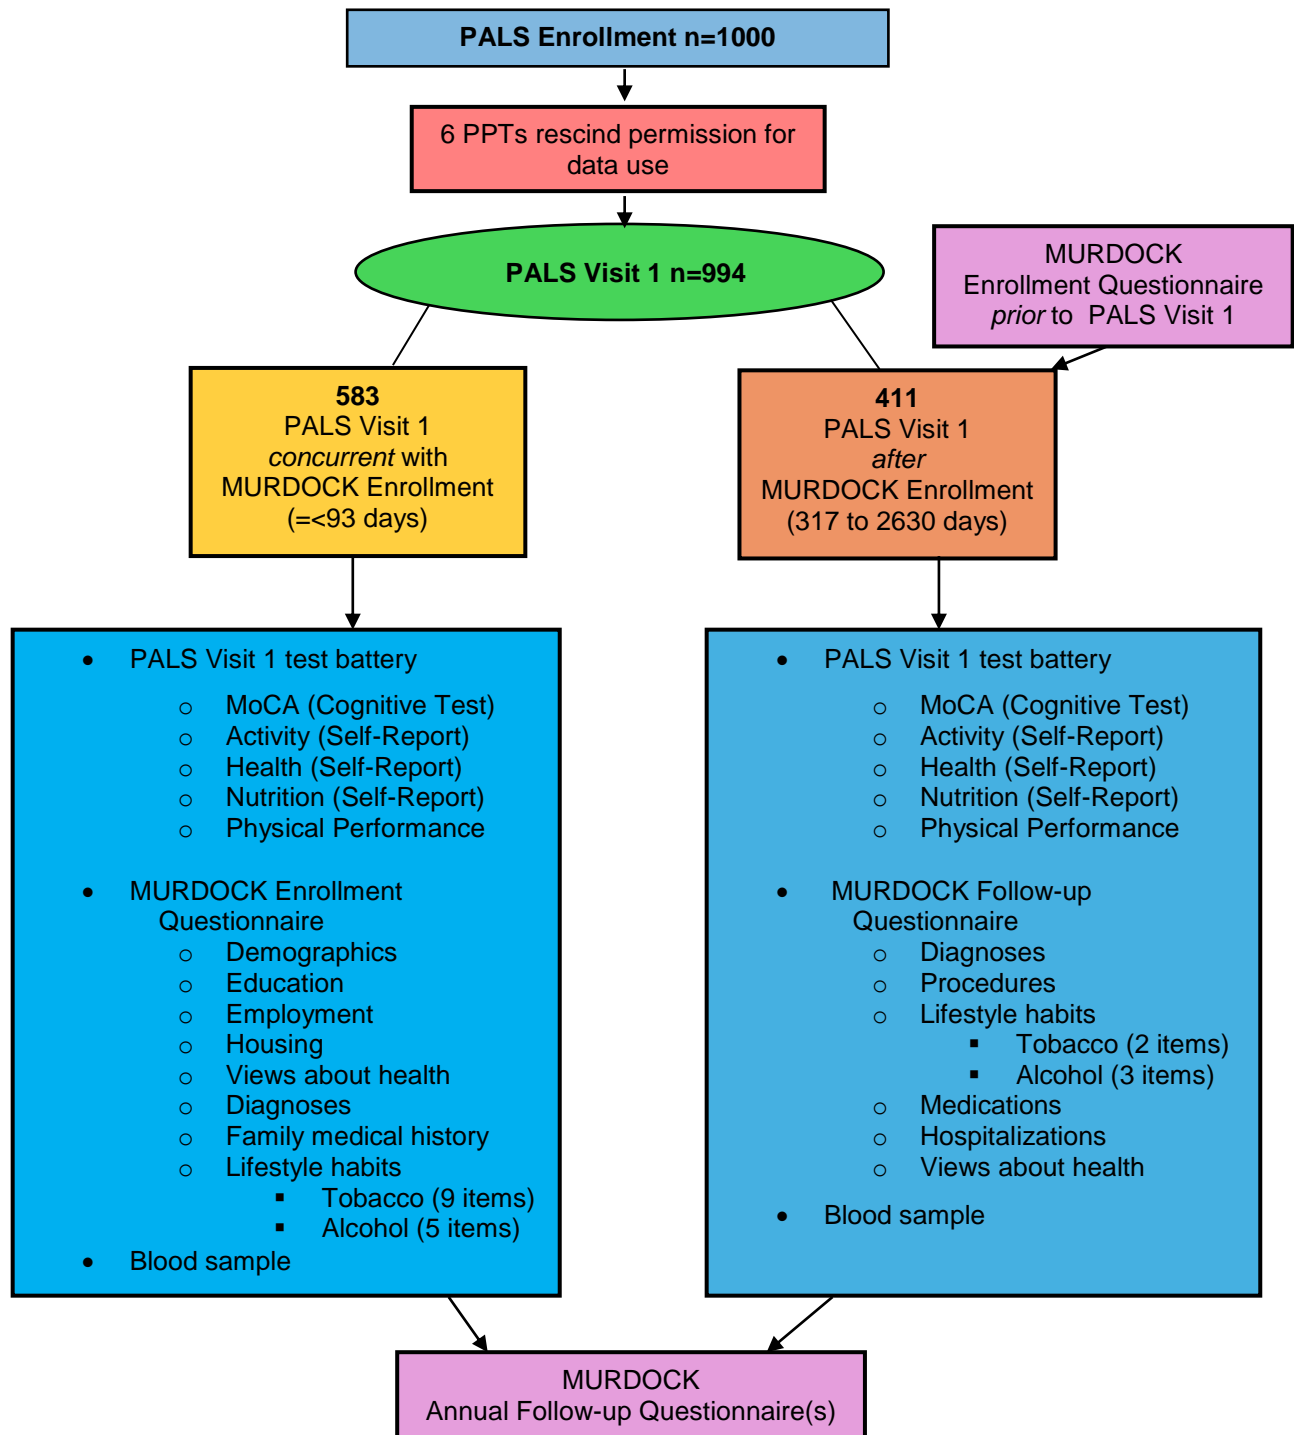 PALS Enrollment n=1000
6 PPTs rescind permission for
data use
PALS Visit 1 n=994
MURDOCK
Enrollment Questionnaire
prior to PALS Visit 1
583
PALS Visit 1
concurrent with
MURDOCK Enrollment
(=<93 days)
411
PALS Visit 1
after
MURDOCK Enrollment
(317 to 2630 days)
• PALS Visit 1 test battery
o MoCA (Cognitive Test)
o Activity (Self-Report)
o Health (Self-Report)
o Nutrition (Self-Report)
o Physical Performance
• MURDOCK Enrollment
Questionnaire
o Demographics
o Education
o Employment
o Housing
o Views about health
o Diagnoses
o Family medical history
o Lifestyle habits
▪ Tobacco (9 items)
▪ Alcohol (5 items)
• Blood sample
• PALS Visit 1 test battery
o MoCA (Cognitive Test)
o Activity (Self-Report)
o Health (Self-Report)
o Nutrition (Self-Report)
o Physical Performance
• MURDOCK Follow-up
Questionnaire
o Diagnoses
o Procedures
o Lifestyle habits
▪ Tobacco (2 items)
▪ Alcohol (3 items)
o Medications
o Hospitalizations
o Views about health
• Blood sample
MURDOCK
Annual Follow-up Questionnaire(s)